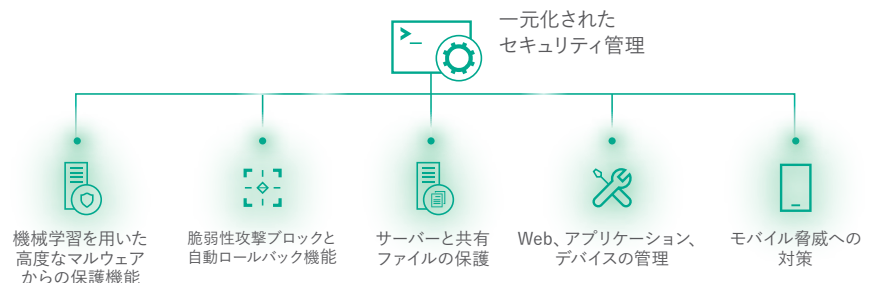 一元化された
セキュリティ管理
機械学習を用いた
高度なマルウェア
からの保護機能
脆弱性攻撃ブロックと
自動ロールバック機能
サーバーと共有
ファイルの保護
Web、アプリケーション、
デバイスの管理
モバイル脅威への
対策